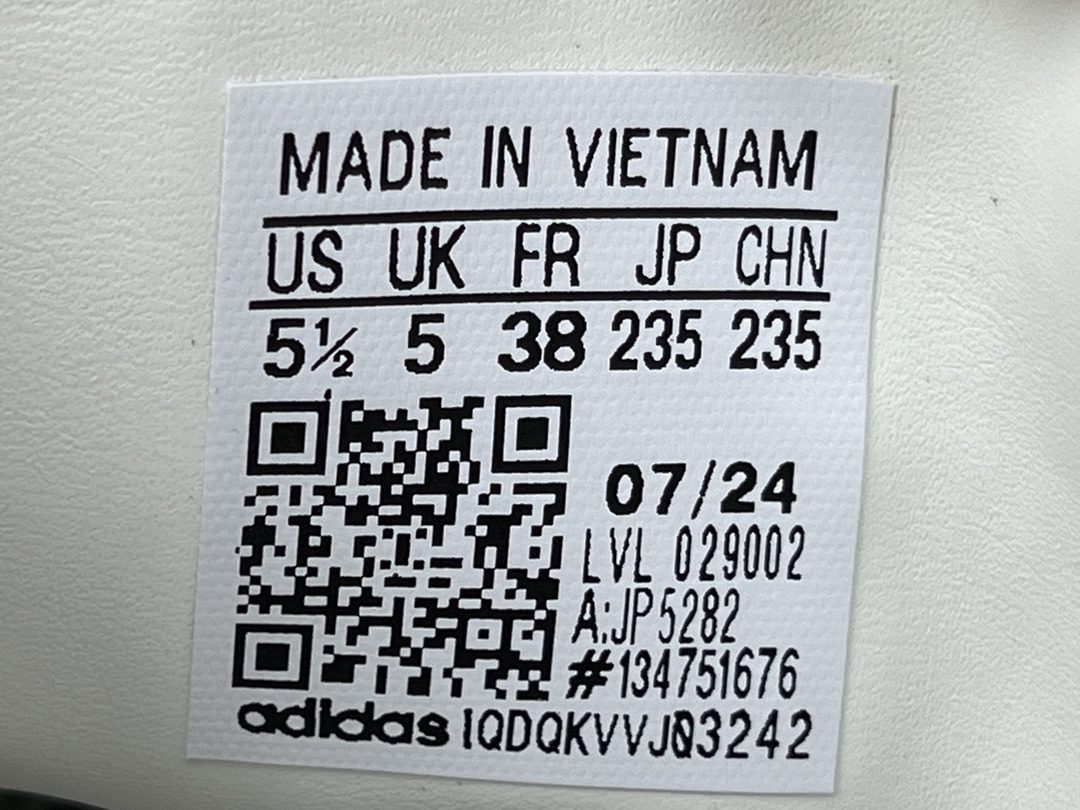 MADE IN VIETNAM
US UK FR JP CHN
5½ 5 38 235 235
07/24
LVL 029002
A:JP5282
#134751676
adidas IQDQKVVJ03242